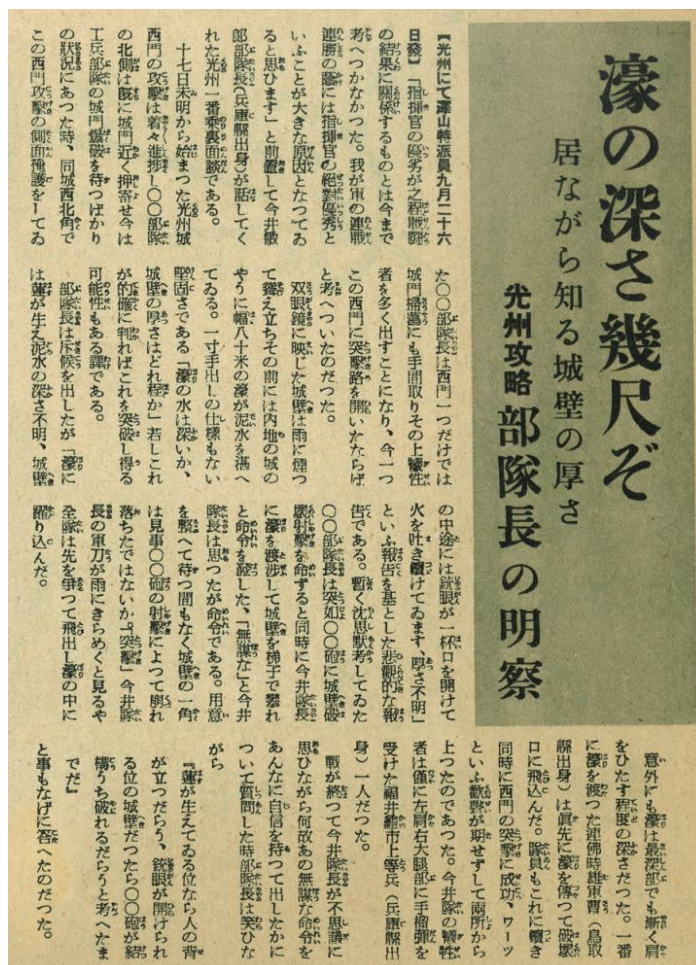 濠の深さ幾尺ぞ
居ながら知る城壁の厚さ
光州攻略 部隊長の明察
【光州にて深山特派員九月二十六
日發】「指揮官の優劣が之程戰鬪
の結果に關係するものとは今まで
考へつかなかつた。我が軍の連戰
連勝の蔭には指揮官の絕對優秀と
いふことが大きな原因となつてゐ
ると思ひます」と前置して今井敏
郎部隊長(兵庫縣出身)が話してく
れた光州一番乘裏面談である。
十七日未明から始まつた光州城
西門の攻擊は着々進捗し〇〇部隊
の北側は既に城門近く押寄せ今は
工兵部隊の城門爆破を待つばかり
の狀況にあつた時、同城西北角で
この西門攻擊の側面掩護をしてゐ
た〇〇部隊長は西門一つだけでは
城門掃蕩にも手間取りその上犧牲
者を多く出すことになり、今一つ
この西門に突擊路を開いたならば
と考へついたのだつた。
双眼鏡に映じた城壁は雨に煙つ
て聳え立ちその前には内地の城の
やうに幅八十米の濠が泥水を湛へ
てゐる。一寸手出しの仕樣もない
堅固さである「濠の水は深いか、
城壁の厚さはどれ程か」若しこれ
が的確に判ればこれを突破し得る
可能性もある譯である。
部隊長は斥候を出したが「濠に
は蓮が生え泥水の深さ不明、城壁
の中途には銃眼が一杯口を開けて
火を吐き續けてゐます、厚さ不明」
といふ報告を基とした悲觀的な報
告である。暫く沈思默考してゐた
〇〇部隊長は突如〇〇砲に城壁破
壞射擊を命ずると同時に今井隊長
に濠を渡渉して城壁を梯子で攀れ
と命令を發した、「無謀な」と今井
隊長は思つたが命令である。用意
を整へて待つ間もなく城壁の一角
は見事〇〇砲の射擊によつて崩れ
落ちたではないか。「突擊」今井隊
長の軍刀が雨にきらめくと見るや
全隊は先を爭つて飛出し濠の中に
躍り込んだ。
意外にも濠は最深部でも漸く肩
をひたす程度の深さだつた。一番
に濠を渡つた連佛時雄軍曹(鳥取
縣出身)は眞先に濠を傳つて破壞
口に飛込んだ。隊員もこれに續き
同時に西門の突擊に成功、ワーッ
といふ歡聲が期せずして兩所から
上つたのであつた。今井隊の犧牲
者は僅に左肩右大腿部に手榴彈を
受けた福井龜市上等兵(兵庫縣出
身)一人だつた。
戰が終つて今井隊長が不思議に
思ひながら何故あの無謀な命令を
あんなに自信を持つて出したかに
ついて質問した時部隊長は笑ひな
がら
『蓮が生えてゐる位なら人の背
が立つだらう、銃眼が開けられ
る位の城壁だつたら〇〇砲が結
構うち破れるだらうと考へたま
でだ』
と事もなげに答へたのだつた。